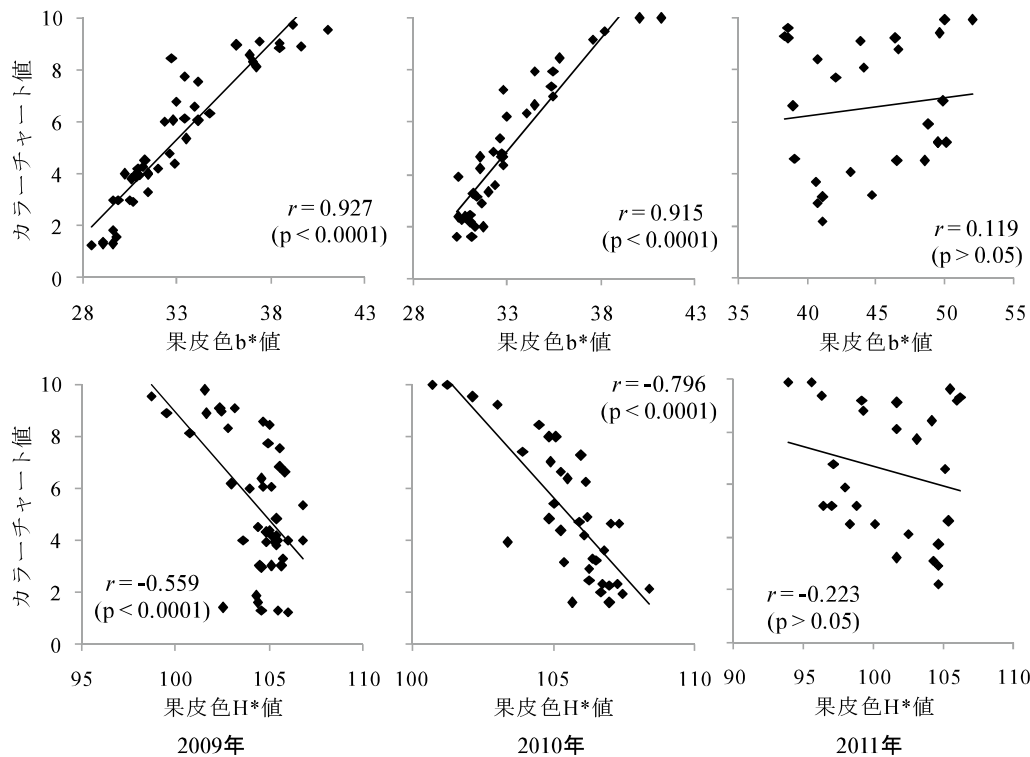 カラーチャート値
10
8
6
4
2
0
r = 0.927
(p < 0.0001)
28 33 38 43
果皮色b*値
r = 0.915
(p < 0.0001)
28 33 38 43
果皮色b*値
r = 0.119
(p > 0.05)
35 40 45 50 55
果皮色b*値
カラーチャート値
10
8
6
4
2
0
r = -0.559
(p < 0.0001)
95 100 105 110
果皮色H*値
2009年
r = -0.796
(p < 0.0001)
100 105 110
果皮色H*値
2010年
r = -0.223
(p > 0.05)
90 95 100 105 110
果皮色H*値
2011年